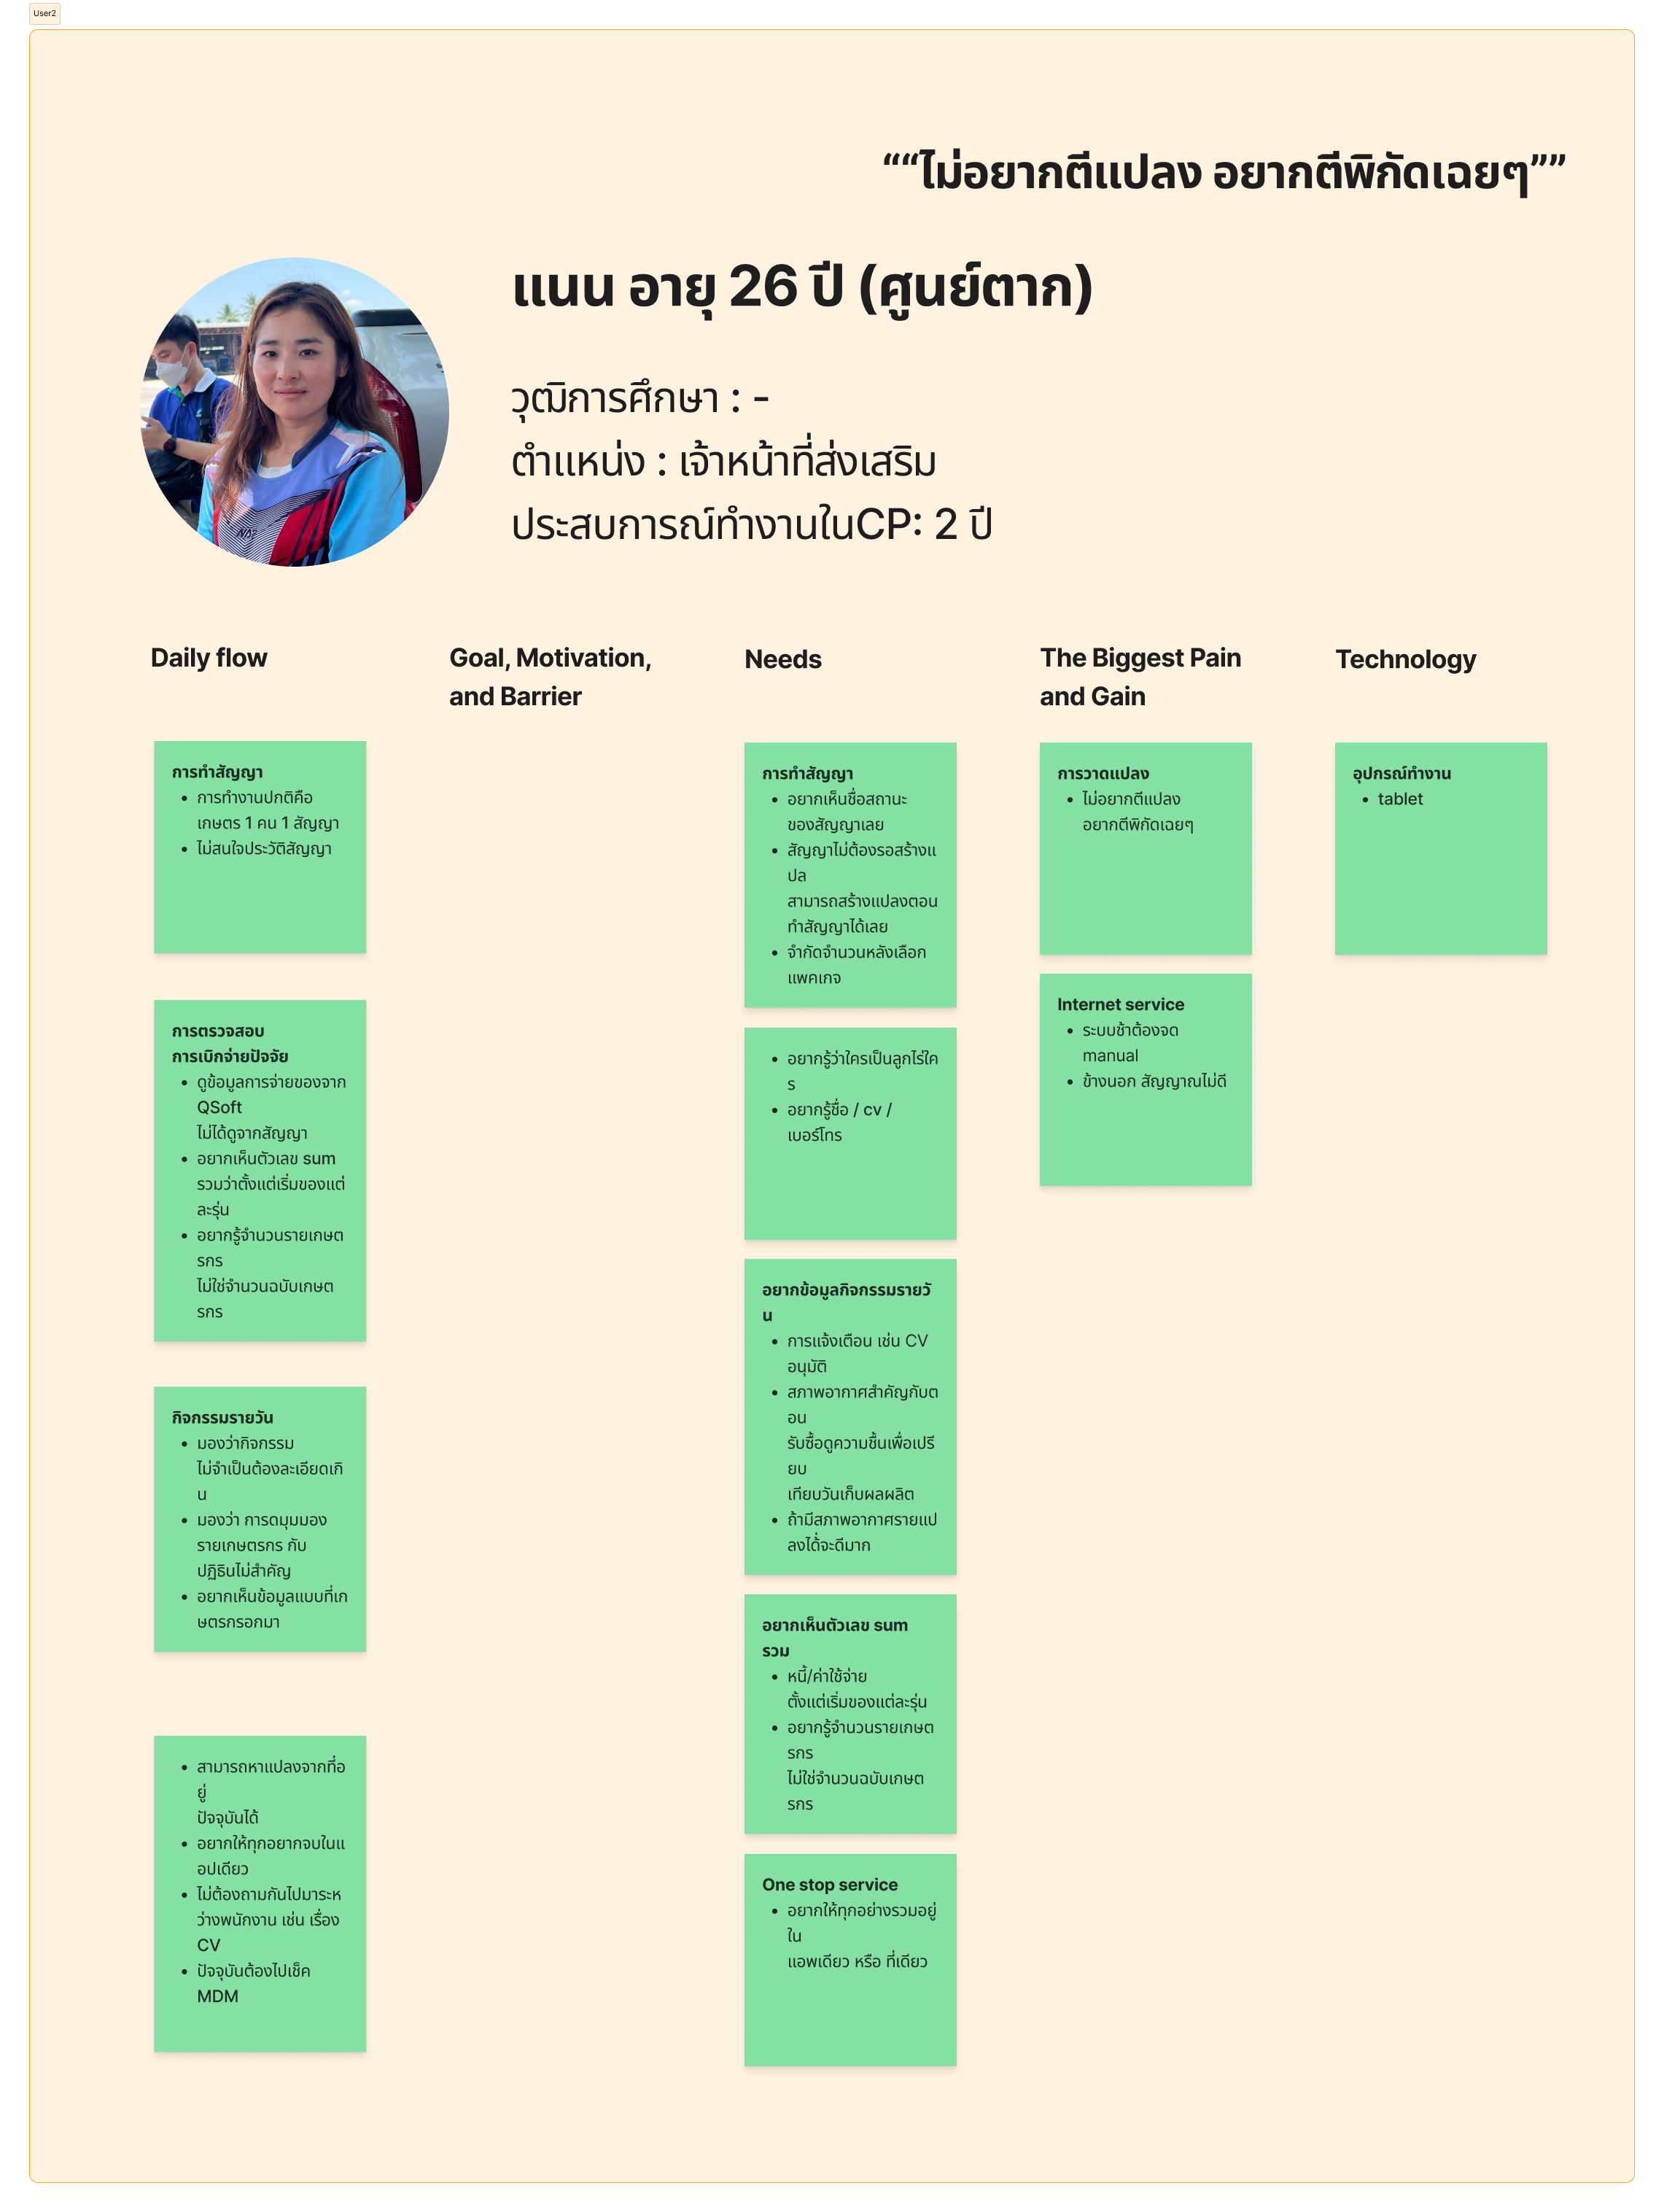 User2
““ไม่อยากตีแปลง อยากตีพิกัดเฉยๆ””
แนน อายุ 26 ปี (ศูนย์ตาก)
วุฒิการศึกษา : -
ตำแหน่ง : เจ้าหน้าที่ส่งเสริม
ประสบการณ์ทำงานในCP: 2 ปี
Daily flow
การทำสัญญา
• การทำงานปกติคือ
เกษตร 1 คน 1 สัญญา
• ไม่สนใจประวัติสัญญา
การตรวจสอบ
การเบิกจ่ายปัจจัย
• ดูข้อมูลการจ่ายของจาก
QSoft
ไม่ได้ดูจากสัญญา
• อยากเห็นตัวเลข sum
รวมว่าตั้งแต่เริ่มของแต่
ละรุ่น
• อยากรู้จำนวนรายเกษต
รกร
ไม่ใช่จำนวนฉบับเกษต
รกร
กิจกรรมรายวัน
• มองว่ากิจกรรม
ไม่จำเป็นต้องละเอียดเกิ
น
• มองว่า การดมุมมอง
รายเกษตรกร กับ
ปฏิธินไม่สำคัญ
• อยากเห็นข้อมูลแบบที่เก
ษตรกรอกมา
• สามารถหาแปลงจากที่อ
ยู่
ปัจจุบันได้
• อยากให้ทุกอยากจบในแ
อปเดียว
• ไม่ต้องถามกันไปมาระห
ว่างพนักงาน เช่น เรื่อง
CV
• ปัจจุบันต้องไปเช็ค
MDM
Goal, Motivation,
and Barrier
Needs
การทำสัญญา
• อยากเห็นชื่อสถานะ
ของสัญญาเลย
• สัญญาไม่ต้องรอสร้างแ
ปล
สามารถสร้างแปลงตอน
ทำสัญญาได้เลย
• จำกัดจำนวนหลังเลือก
แพคเกจ
• อยากรู้ว่าใครเป็นลูกไร่ใค
ร
• อยากรู้ชื่อ / cv /
เบอร์โทร
อยากข้อมูลกิจกรรมรายวั
น
• การแจ้งเตือน เช่น CV
อนุมัติ
• สภาพอากาศสำคัญกับต
อน
รับซื้อดูความชื้นเพื่อเปรี
ยบ
เทียบวันเก็บผลผลิต
• ถ้ามีสภาพอากาศรายแป
ลงได้่จะดีมาก
อยากเห็นตัวเลข sum
รวม
• หนี้/ค่าใช้จ่าย
ตั้งแต่เริ่มของแต่ละรุ่น
• อยากรู้จำนวนรายเกษต
รกร
ไม่ใช่จำนวนฉบับเกษต
รกร
One stop service
• อยากให้ทุกอย่างรวมอยู่
ใน
แอพเดียว หรือ ที่เดียว
The Biggest Pain
and Gain
การวาดแปลง
• ไม่อยากตีแปลง
อยากตีพิกัดเฉยๆ
Internet service
• ระบบช้าต้องจด
manual
• ข้างนอก สัญญาณไม่ดี
Technology
อุปกรณ์ทำงาน
• tablet